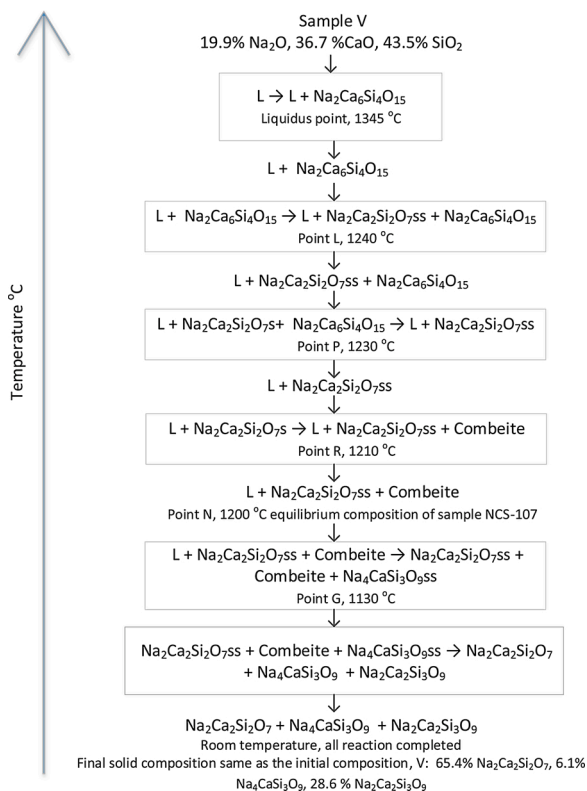 Sample V
19.9% Na₂O, 36.7 %CaO, 43.5% SiO₂
L → L + Na₂Ca₆Si₄O₁₅
Liquidus point, 1345 °C
L + Na₂Ca₆Si₄O₁₅
L + Na₂Ca₆Si₄O₁₅ → L + Na₂Ca₂Si₂O₇ss + Na₂Ca₆Si₄O₁₅
Point L, 1240 °C
L + Na₂Ca₂Si₂O₇ss + Na₂Ca₆Si₄O₁₅
L + Na₂Ca₂Si₂O₇s+ Na₂Ca₆Si₄O₁₅ → L + Na₂Ca₂Si₂O₇ss
Point P, 1230 °C
L + Na₂Ca₂Si₂O₇ss
L + Na₂Ca₂Si₂O₇s → L + Na₂Ca₂Si₂O₇ss + Combeite
Point R, 1210 °C
L + Na₂Ca₂Si₂O₇ss + Combeite
Point N, 1200 °C equilibrium composition of sample NCS-107
L + Na₂Ca₂Si₂O₇ss + Combeite → Na₂Ca₂Si₂O₇ss +
Combeite + Na₄CaSi₃O₉ss
Point G, 1130 °C
Na₂Ca₂Si₂O₇ss + Combeite + Na₄CaSi₃O₉ss → Na₂Ca₂Si₂O₇
+ Na₄CaSi₃O₉ + Na₂Ca₂Si₃O₉
Na₂Ca₂Si₂O₇ + Na₄CaSi₃O₉ + Na₂Ca₂Si₃O₉
Room temperature, all reaction completed
Final solid composition same as the initial composition, V: 65.4% Na₂Ca₂Si₂O₇, 6.1%
Na₄CaSi₃O₉, 28.6 % Na₂Ca₂Si₃O₉
Temperature °C